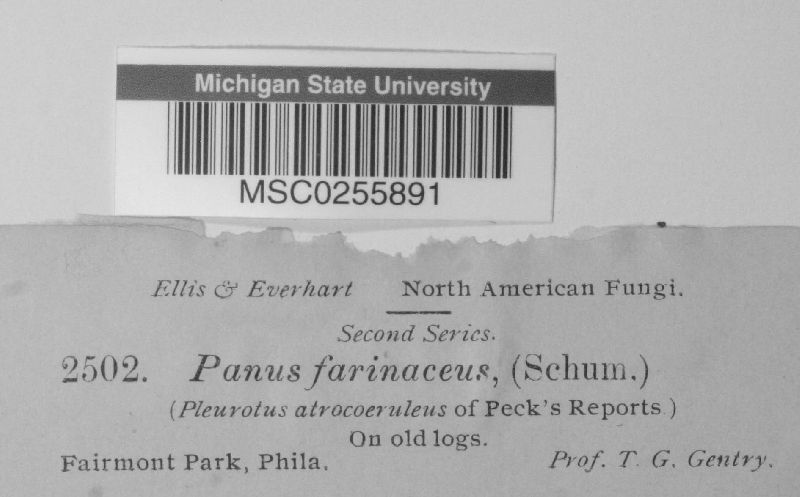 Michigan State University
MSC0255891
Ellis & Everhart North American Fungi.
Second Series.
2502. Panus farinaceus, (Schum.)
(Pleurotus atrocoeruleus of Peck's Reports.)
On old logs.
Fairmont Park, Phila. Prof. T. G. Gentry.